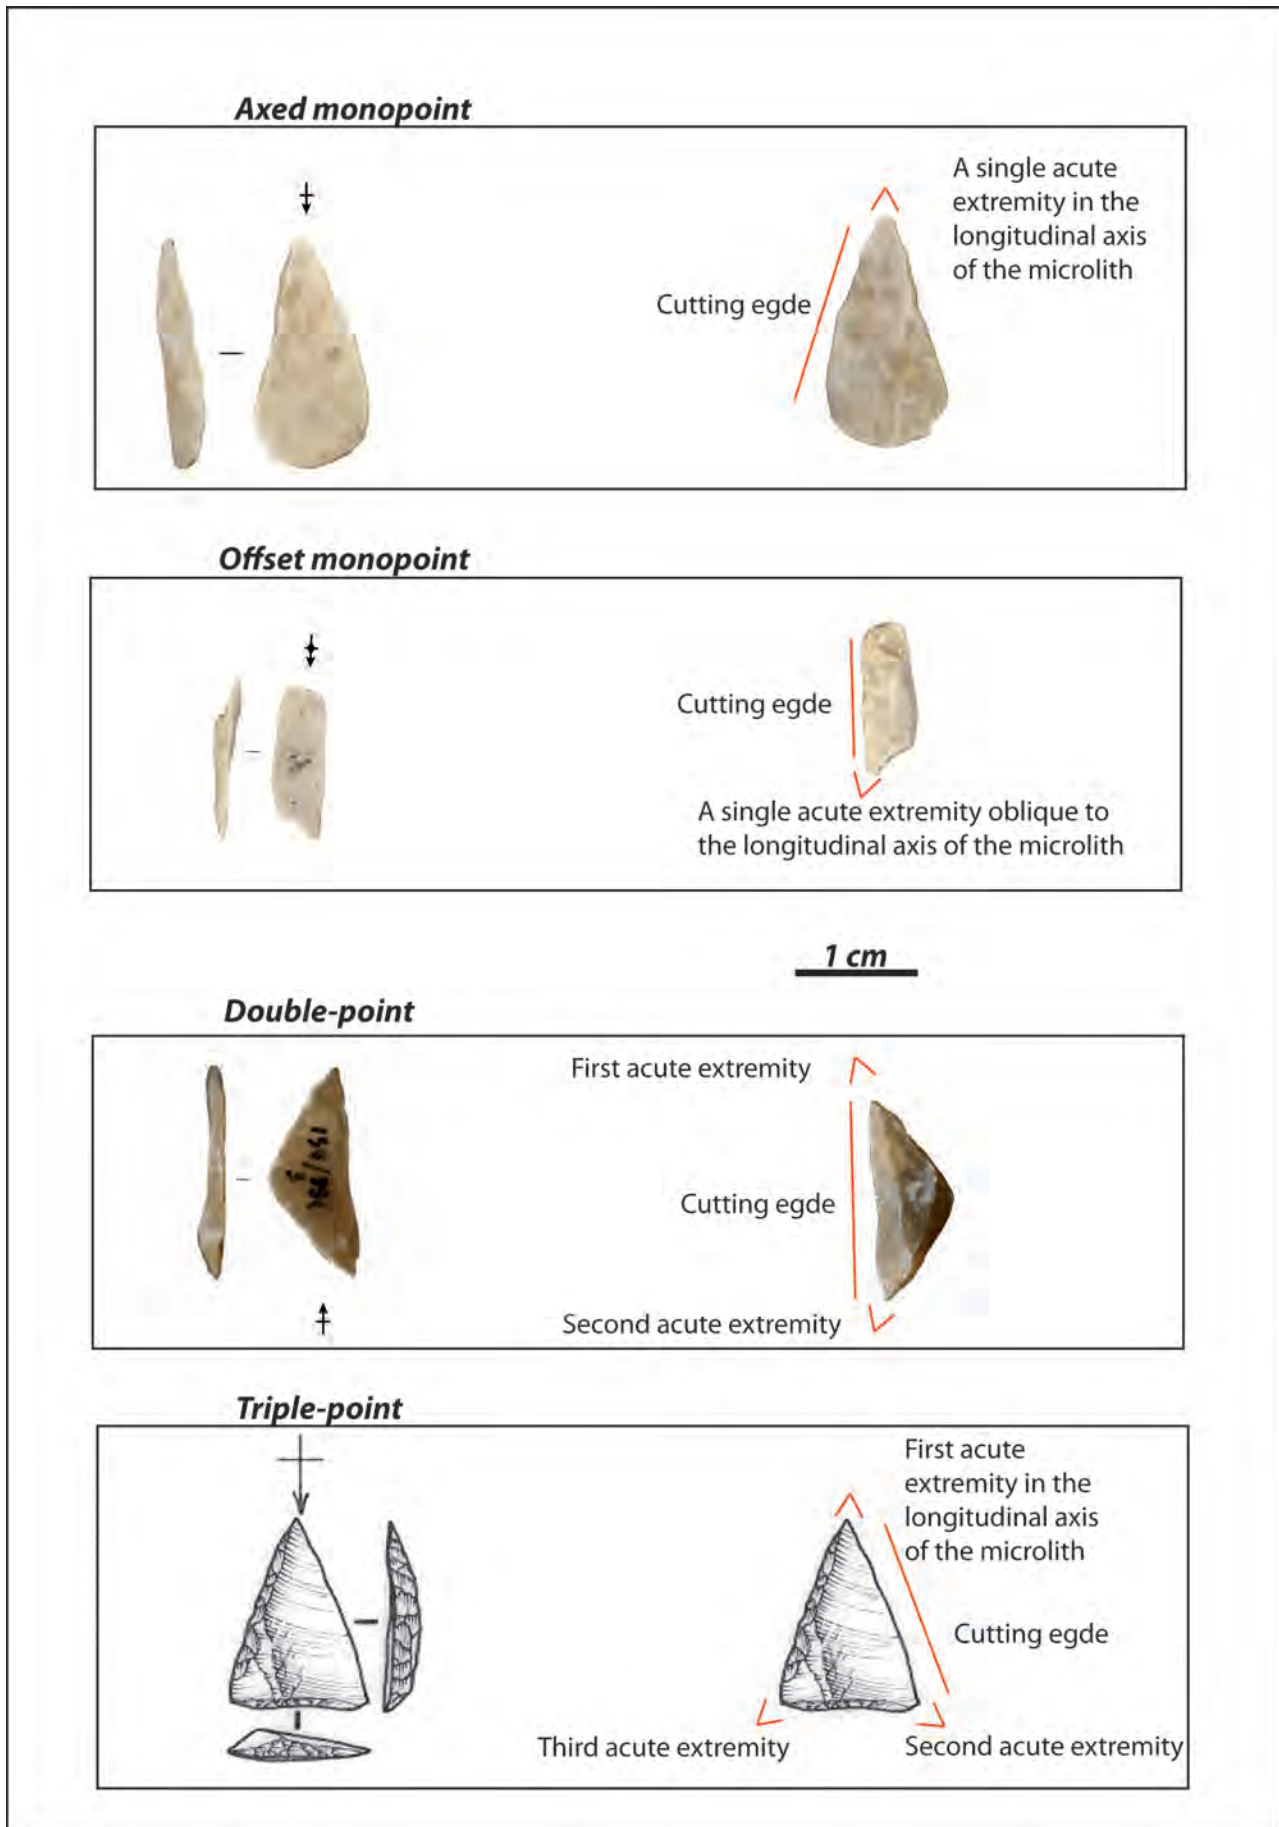 Axed monopoint
A single acute
extremity in the
longitudinal axis
of the microlith
Cutting egde
Offset monopoint
Cutting egde
A single acute extremity oblique to
the longitudinal axis of the microlith
1 cm
Double-point
First acute extremity
Cutting egde
Second acute extremity
Triple-point
First acute
extremity in the
longitudinal axis
of the microlith
Cutting egde
Third acute extremity
Second acute extremity